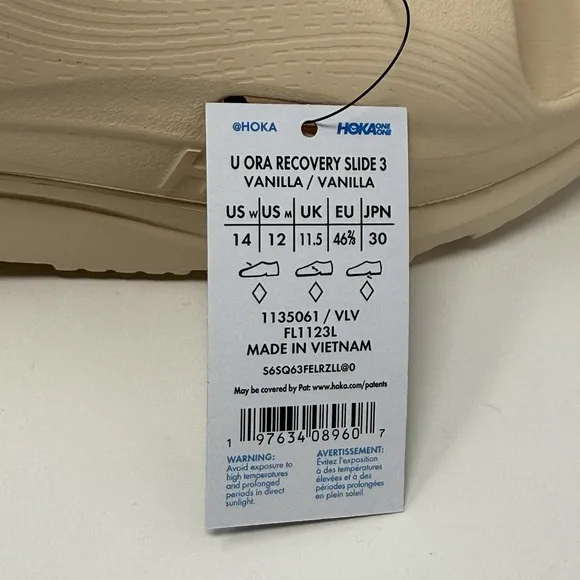 @HOKA HOKA ONE ONE
U ORA RECOVERY SLIDE 3
VANILLA / VANILLA
US W US M UK EU JPN
14 12 11.5 46⅔ 30
1135061 / VLV
FL1123L
MADE IN VIETNAM
S6SQ63FELRZLL@0
May be covered by Pat: www.hoka.com/patents
1 97634 08960 7
WARNING:
Avoid exposure to
high temperatures
and prolonged
periods in direct
sunlight.
AVERTISSEMENT:
Évitez l'exposition
à des températures
élevées et à des
périodes prolongées
en plein soleil.